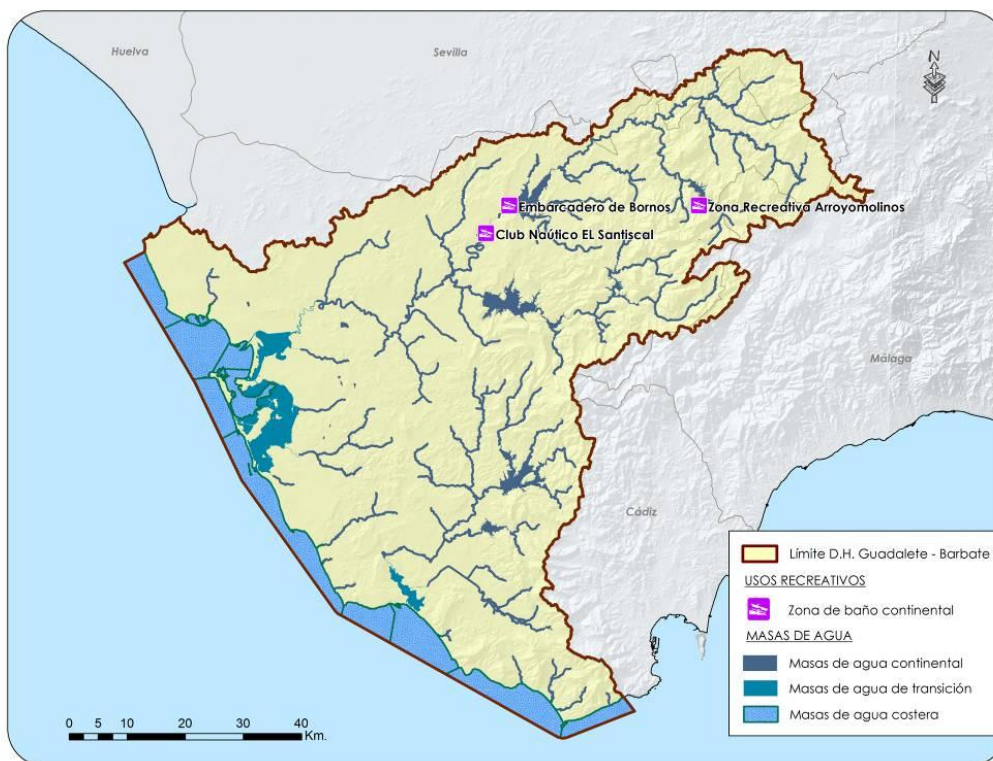 Huelva
Sevilla
N
Embarcadero de Bornos
Zona Recreativa Arroyomolinos
Club Naútico EL Santiscal
Málaga
Cádiz
Límite D.H. Guadalete - Barbate
USOS RECREATIVOS
Zona de baño continental
MASAS DE AGUA
Masas de agua continental
Masas de agua de transición
Masas de agua costera
0 5 10 20 30 40
Km.